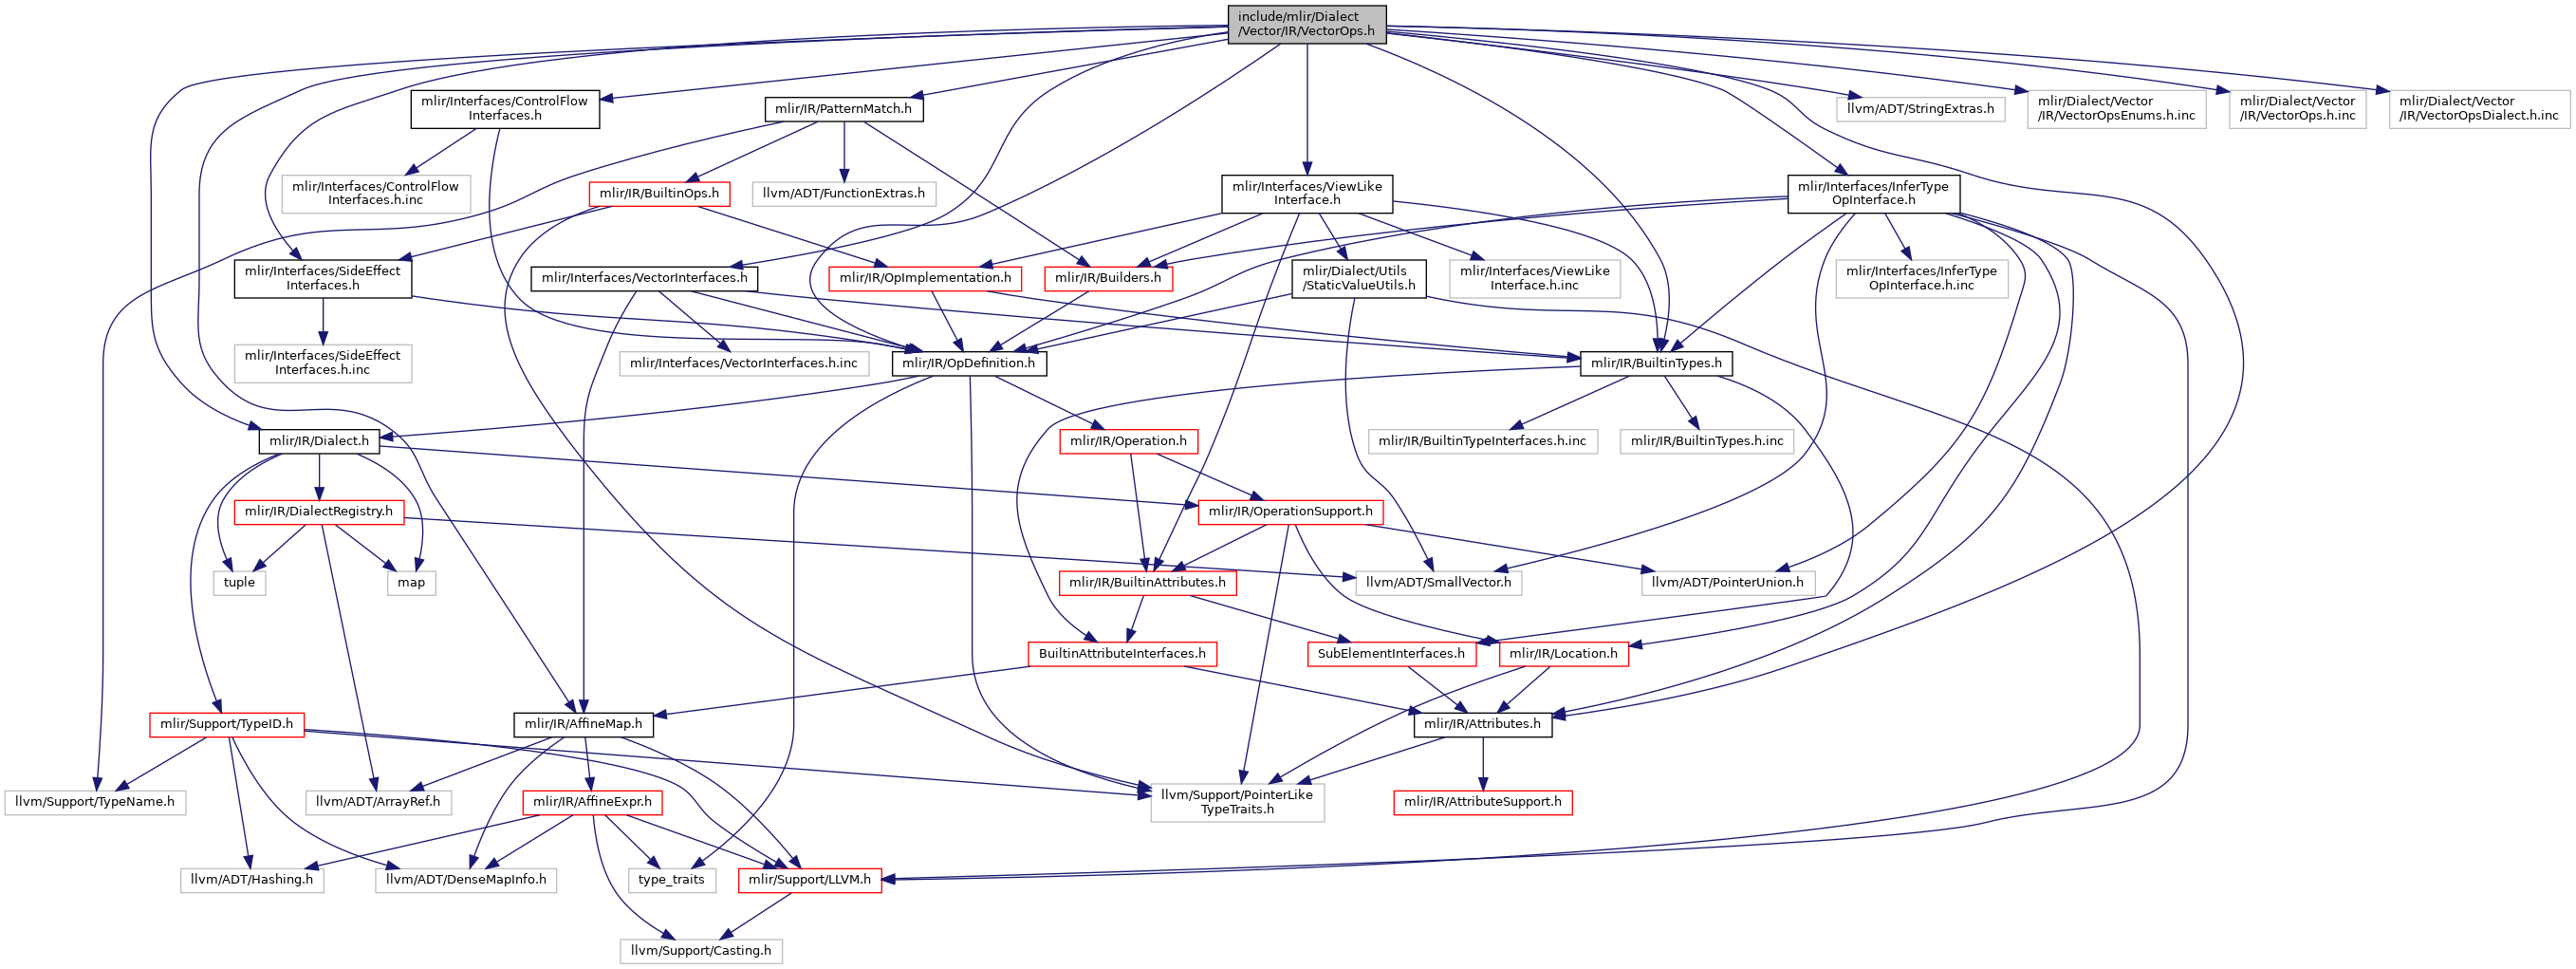 include/mlir/Dialect
/Vector/IR/VectorOps.h
mlir/Interfaces/ControlFlow
Interfaces.h
mlir/IR/PatternMatch.h
llvm/ADT/StringExtras.h
mlir/Dialect/Vector
/IR/VectorOpsEnums.h.inc
mlir/Dialect/Vector
/IR/VectorOps.h.inc
mlir/Dialect/Vector
/IR/VectorOpsDialect.h.inc
mlir/Interfaces/ControlFlow
Interfaces.h.inc
mlir/IR/BuiltinOps.h
llvm/ADT/FunctionExtras.h
mlir/Interfaces/ViewLike
Interface.h
mlir/Interfaces/InferType
OpInterface.h
mlir/Interfaces/SideEffect
Interfaces.h
mlir/Interfaces/VectorInterfaces.h
mlir/IR/OpImplementation.h
mlir/IR/Builders.h
mlir/Dialect/Utils
/StaticValueUtils.h
mlir/Interfaces/ViewLike
Interface.h.inc
mlir/Interfaces/InferType
OpInterface.h.inc
mlir/Interfaces/SideEffect
Interfaces.h.inc
mlir/Interfaces/VectorInterfaces.h.inc
mlir/IR/OpDefinition.h
mlir/IR/BuiltinTypes.h
mlir/IR/Dialect.h
mlir/IR/Operation.h
mlir/IR/BuiltinTypeInterfaces.h.inc
mlir/IR/BuiltinTypes.h.inc
mlir/IR/DialectRegistry.h
mlir/IR/OperationSupport.h
tuple
map
mlir/IR/BuiltinAttributes.h
llvm/ADT/SmallVector.h
llvm/ADT/PointerUnion.h
BuiltinAttributeInterfaces.h
SubElementInterfaces.h
mlir/IR/Location.h
mlir/Support/TypeID.h
mlir/IR/AffineMap.h
mlir/IR/Attributes.h
llvm/Support/TypeName.h
llvm/ADT/ArrayRef.h
mlir/IR/AffineExpr.h
llvm/Support/PointerLike
TypeTraits.h
mlir/IR/AttributeSupport.h
llvm/ADT/Hashing.h
llvm/ADT/DenseMapInfo.h
type_traits
mlir/Support/LLVM.h
llvm/Support/Casting.h